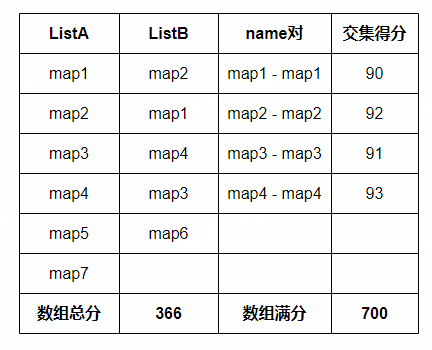 ListA ListB name对 交集得分
map1 map2 map1 - map1 90
map2 map1 map2 - map2 92
map3 map4 map3 - map3 91
map4 map3 map4 - map4 93
map5 map6
map7
数组总分 366 数组满分 700